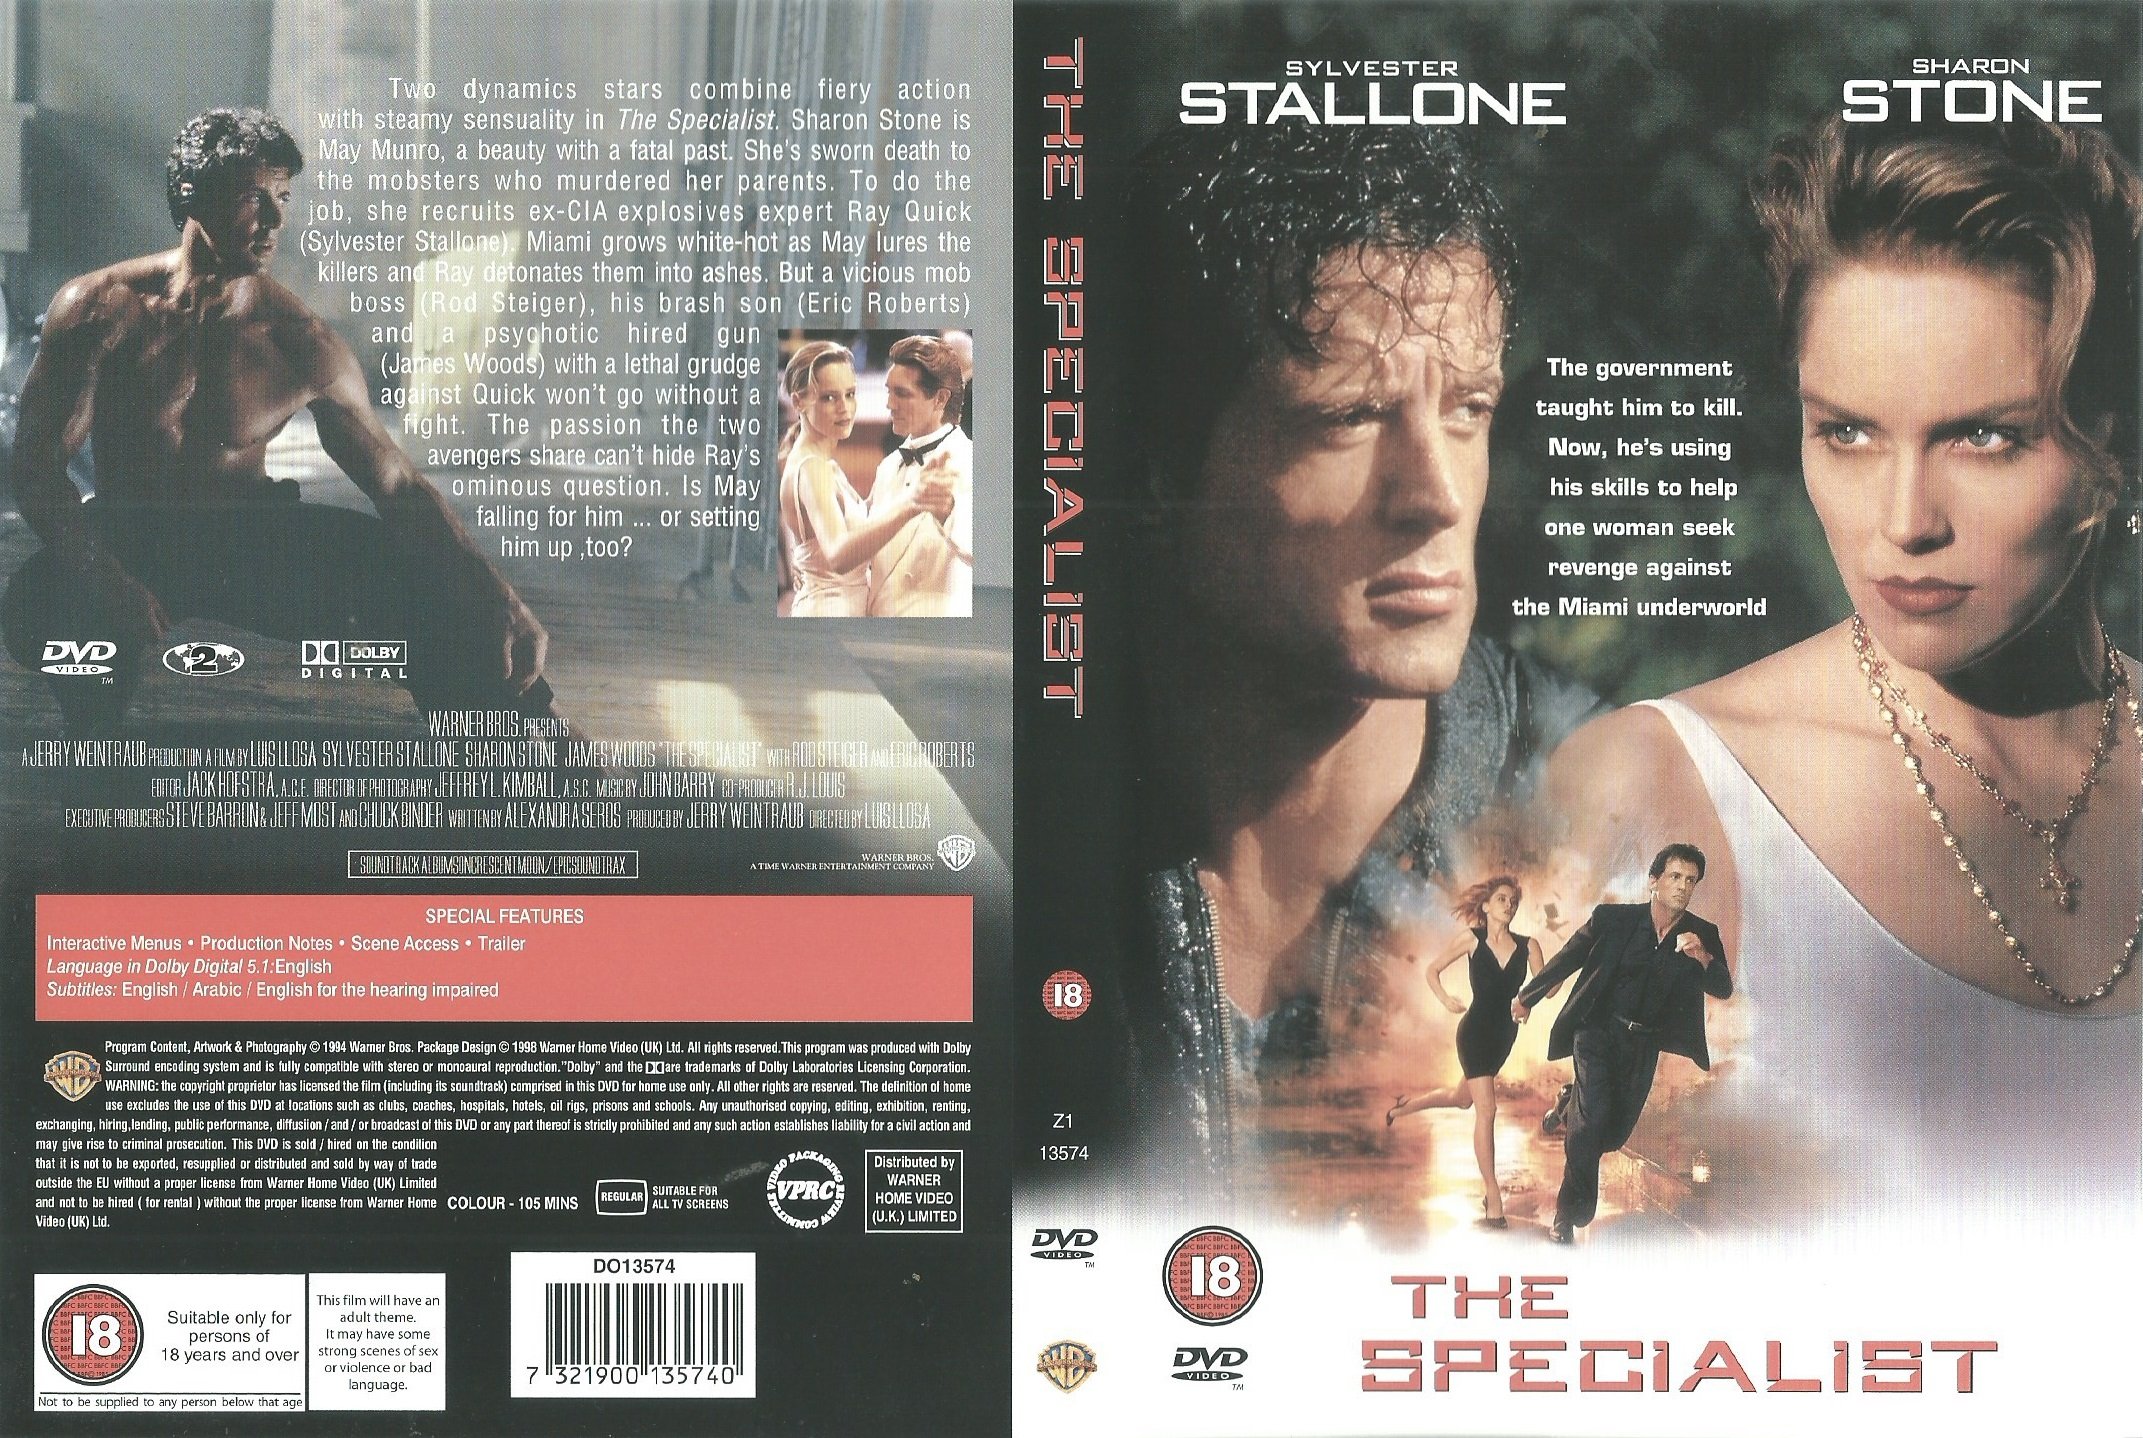 Two dynamics stars combine fiery action
with steamy sensuality in The Specialist. Sharon Stone is
May Munro, a beauty with a fatal past. She's sworn death to
the mobsters who murdered her parents. To do the
job, she recruits ex-CIA explosives expert Ray Quick
(Sylvester Stallone). Miami grows white-hot as May lures the
killers and Ray detonates them into ashes. But a vicious mob
boss (Rod Steiger), his brash son (Eric Roberts)
and a psychotic hired gun
(James Woods) with a lethal grudge
against Quick won't go without a
fight. The passion the two
avengers share can't hide Ray's
ominous question. Is May
falling for him ... or setting
him up ,too?
DVD
VIDEO
TM
2
DOLBY
DIGITAL
WARNER BROS. PRESENTS
A JERRY WEINTRAUB PRODUCTION A FILM BY LUIS LLOSA SYLVESTER STALLONE SHARON STONE JAMES WOODS "THE SPECIALIST" WITH ROD STEIGER AND ERIC ROBERTS
EDITOR JACK HOFSTRA, A.C.E. DIRECTOR OF PHOTOGRAPHY JEFFREY L. KIMBALL, A.S.C. MUSIC BY JOHN BARRY CO-PRODUCER R.J. LOUIS
EXECUTIVE PRODUCERS STEVE BARRON & JEFF MOST AND CHUCK BINDER WRITTEN BY ALEXANDRA SEROS PRODUCED BY JERRY WEINTRAUB DIRECTED BY LUIS LLOSA
SOUNDTRACK ALBUMS ON CRESCENT MOON/EPIC SOUNDTRAX
WARNER BROS.
A TIME WARNER ENTERTAINMENT COMPANY
SPECIAL FEATURES
Interactive Menus • Production Notes • Scene Access • Trailer
Language in Dolby Digital 5.1:English
Subtitles: English / Arabic / English for the hearing impaired
Program Content, Artwork & Photography © 1994 Warner Bros. Package Design © 1998 Warner Home Video (UK) Ltd. All rights reserved.This program was produced with Dolby
Surround encoding system and is fully compatible with stereo or monoaural reproduction."Dolby" and the are trademarks of Dolby Laboratories Licensing Corporation.
WARNING: the copyright proprietor has licensed the film (including its soundtrack) comprised in this DVD for home use only. All other rights are reserved. The definition of home
use excludes the use of this DVD at locations such as clubs, coaches, hospitals, hotels, oil rigs, prisons and schools. Any unauthorised copying, editing, exhibition, renting,
exchanging, hiring,lending, public performance, diffusiion / and / or broadcast of this DVD or any part thereof is strictly prohibited and any such action establishes liability for a civil action and
may give rise to criminal prosecution. This DVD is sold / hired on the condition
that it is not to be exported, resupplied or distributed and sold by way of trade
outside the EU without a proper license from Warner Home Video (UK) Limited
and not to be hired ( for rental ) without the proper license from Warner Home
Video (UK) Ltd.
COLOUR - 105 MINS
REGULAR
SUITABLE FOR
ALL TV SCREENS
VIDEO PACKAGING REVIEW COMMITTEE
VPRC
Distributed by
WARNER
HOME VIDEO
(U.K.) LIMITED
18
Suitable only for
persons of
18 years and over
Not to be supplied to any person below that age
This film will have an
adult theme.
It may have some
strong scenes of sex
or violence or bad
language.
DO13574
7 321900 135740
THE SPECIALIST
18
Z1
13574
DVD
VIDEO
TM
SYLVESTER
STALLONE
SHARON
STONE
The government
taught him to kill.
Now, he's using
his skills to help
one woman seek
revenge against
the Miami underworld
18
DVD
VIDEO
TM
THE
SPECIALIST